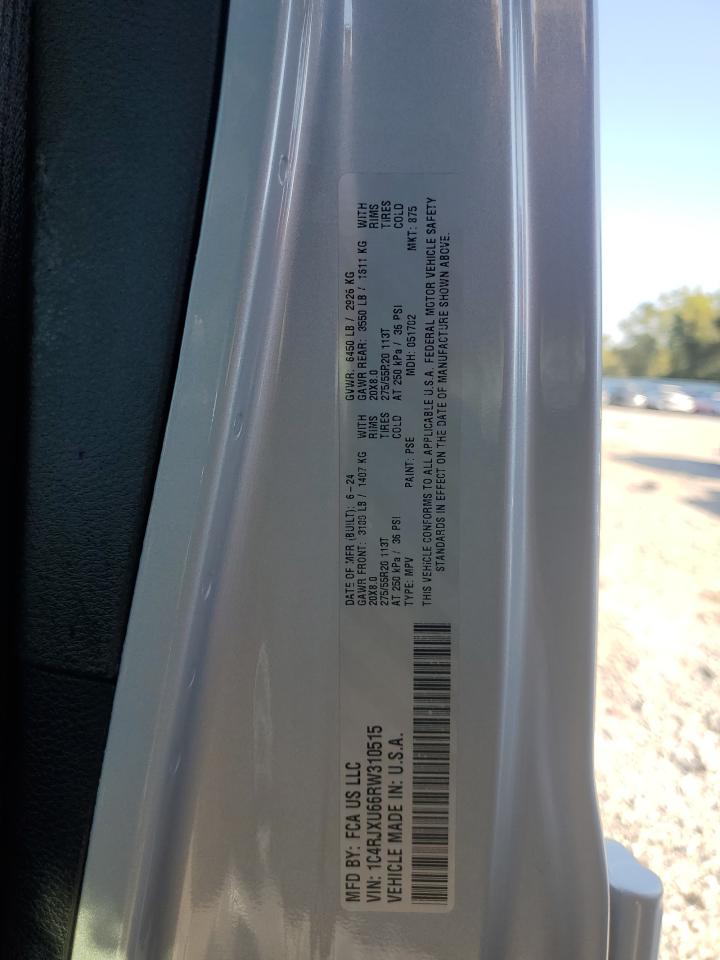 MFD BY: FCA US LLC
VIN: 1C4RJXU66RW310515
VEHICLE MADE IN: U.S.A.
DATE OF MFR (BUILT): 6-24 GVWR: 6450 LB / 2926 KG
GAWR FRONT: 3100 LB / 1407 KG WITH GAWR REAR: 3550 LB / 1611 KG WITH
20X8.0 RIMS 20X8.0 RIMS
275/55R20 113T TIRES 275/55R20 113T TIRES
AT 250 kPa / 36 PSI COLD AT 250 kPa / 36 PSI COLD
TYPE: MPV PAINT: PSE MDH: 051702 MKT: 875
THIS VEHICLE CONFORMS TO ALL APPLICABLE U.S.A. FEDERAL MOTOR VEHICLE SAFETY
STANDARDS IN EFFECT ON THE DATE OF MANUFACTURE SHOWN ABOVE.